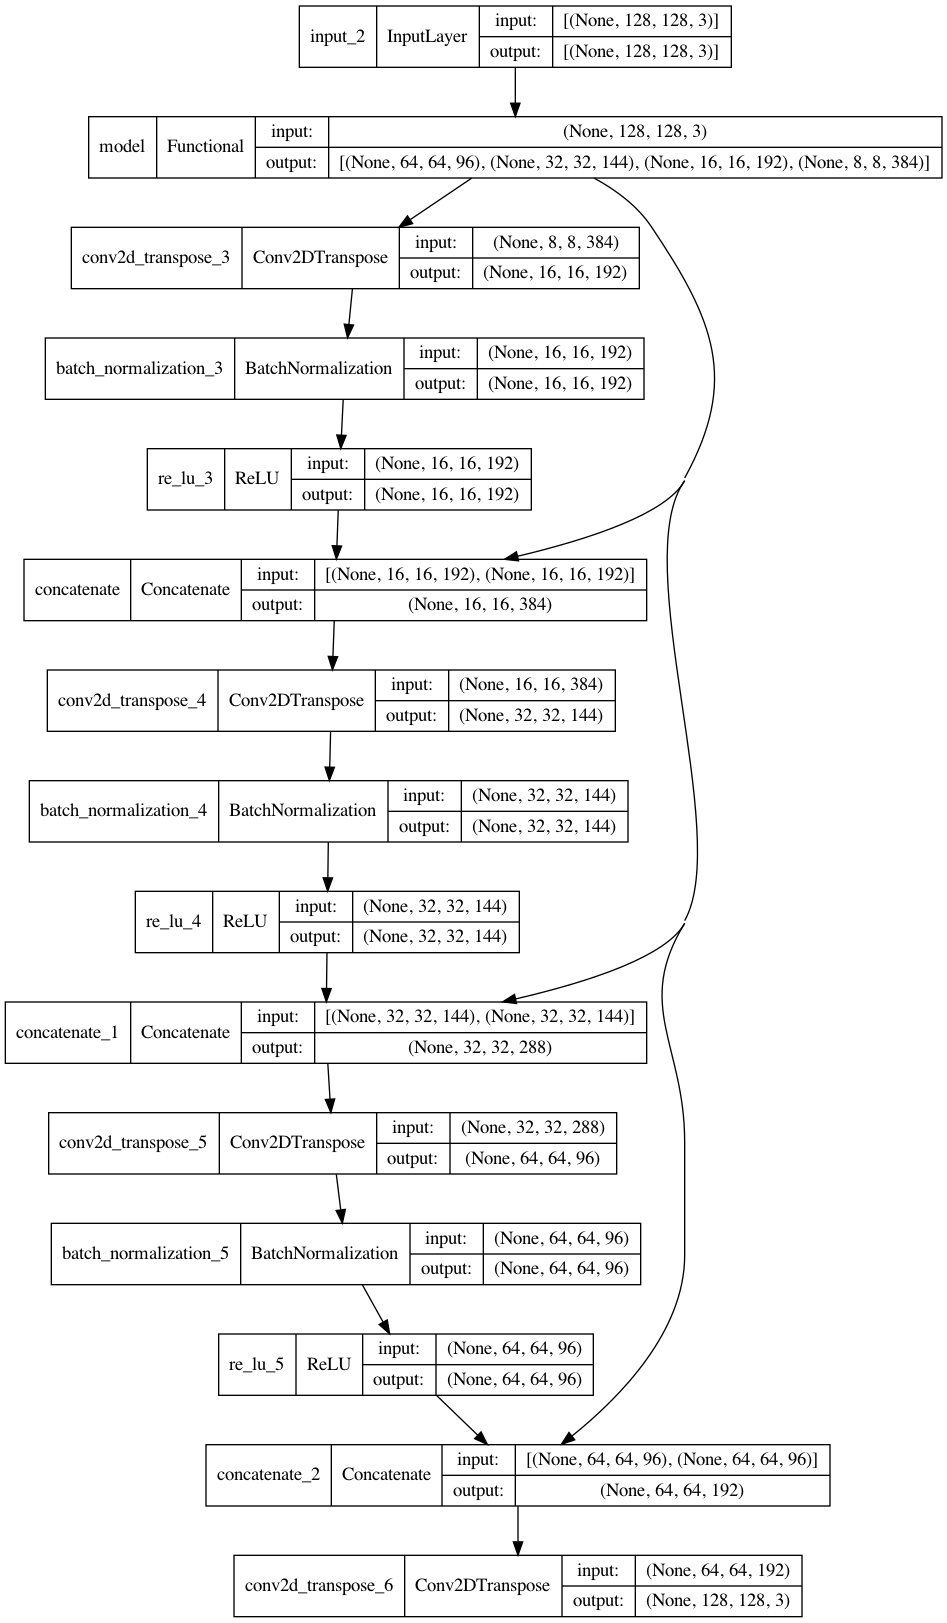 input_2 InputLayer input: [(None, 128, 128, 3)]
output: [(None, 128, 128, 3)]
model Functional input: (None, 128, 128, 3)
output: [(None, 64, 64, 96), (None, 32, 32, 144), (None, 16, 16, 192), (None, 8, 8, 384)]
conv2d_transpose_3 Conv2DTranspose input: (None, 8, 8, 384)
output: (None, 16, 16, 192)
batch_normalization_3 BatchNormalization input: (None, 16, 16, 192)
output: (None, 16, 16, 192)
re_lu_3 ReLU input: (None, 16, 16, 192)
output: (None, 16, 16, 192)
concatenate Concatenate input: [(None, 16, 16, 192), (None, 16, 16, 192)]
output: (None, 16, 16, 384)
conv2d_transpose_4 Conv2DTranspose input: (None, 16, 16, 384)
output: (None, 32, 32, 144)
batch_normalization_4 BatchNormalization input: (None, 32, 32, 144)
output: (None, 32, 32, 144)
re_lu_4 ReLU input: (None, 32, 32, 144)
output: (None, 32, 32, 144)
concatenate_1 Concatenate input: [(None, 32, 32, 144), (None, 32, 32, 144)]
output: (None, 32, 32, 288)
conv2d_transpose_5 Conv2DTranspose input: (None, 32, 32, 288)
output: (None, 64, 64, 96)
batch_normalization_5 BatchNormalization input: (None, 64, 64, 96)
output: (None, 64, 64, 96)
re_lu_5 ReLU input: (None, 64, 64, 96)
output: (None, 64, 64, 96)
concatenate_2 Concatenate input: [(None, 64, 64, 96), (None, 64, 64, 96)]
output: (None, 64, 64, 192)
conv2d_transpose_6 Conv2DTranspose input: (None, 64, 64, 192)
output: (None, 128, 128, 3)